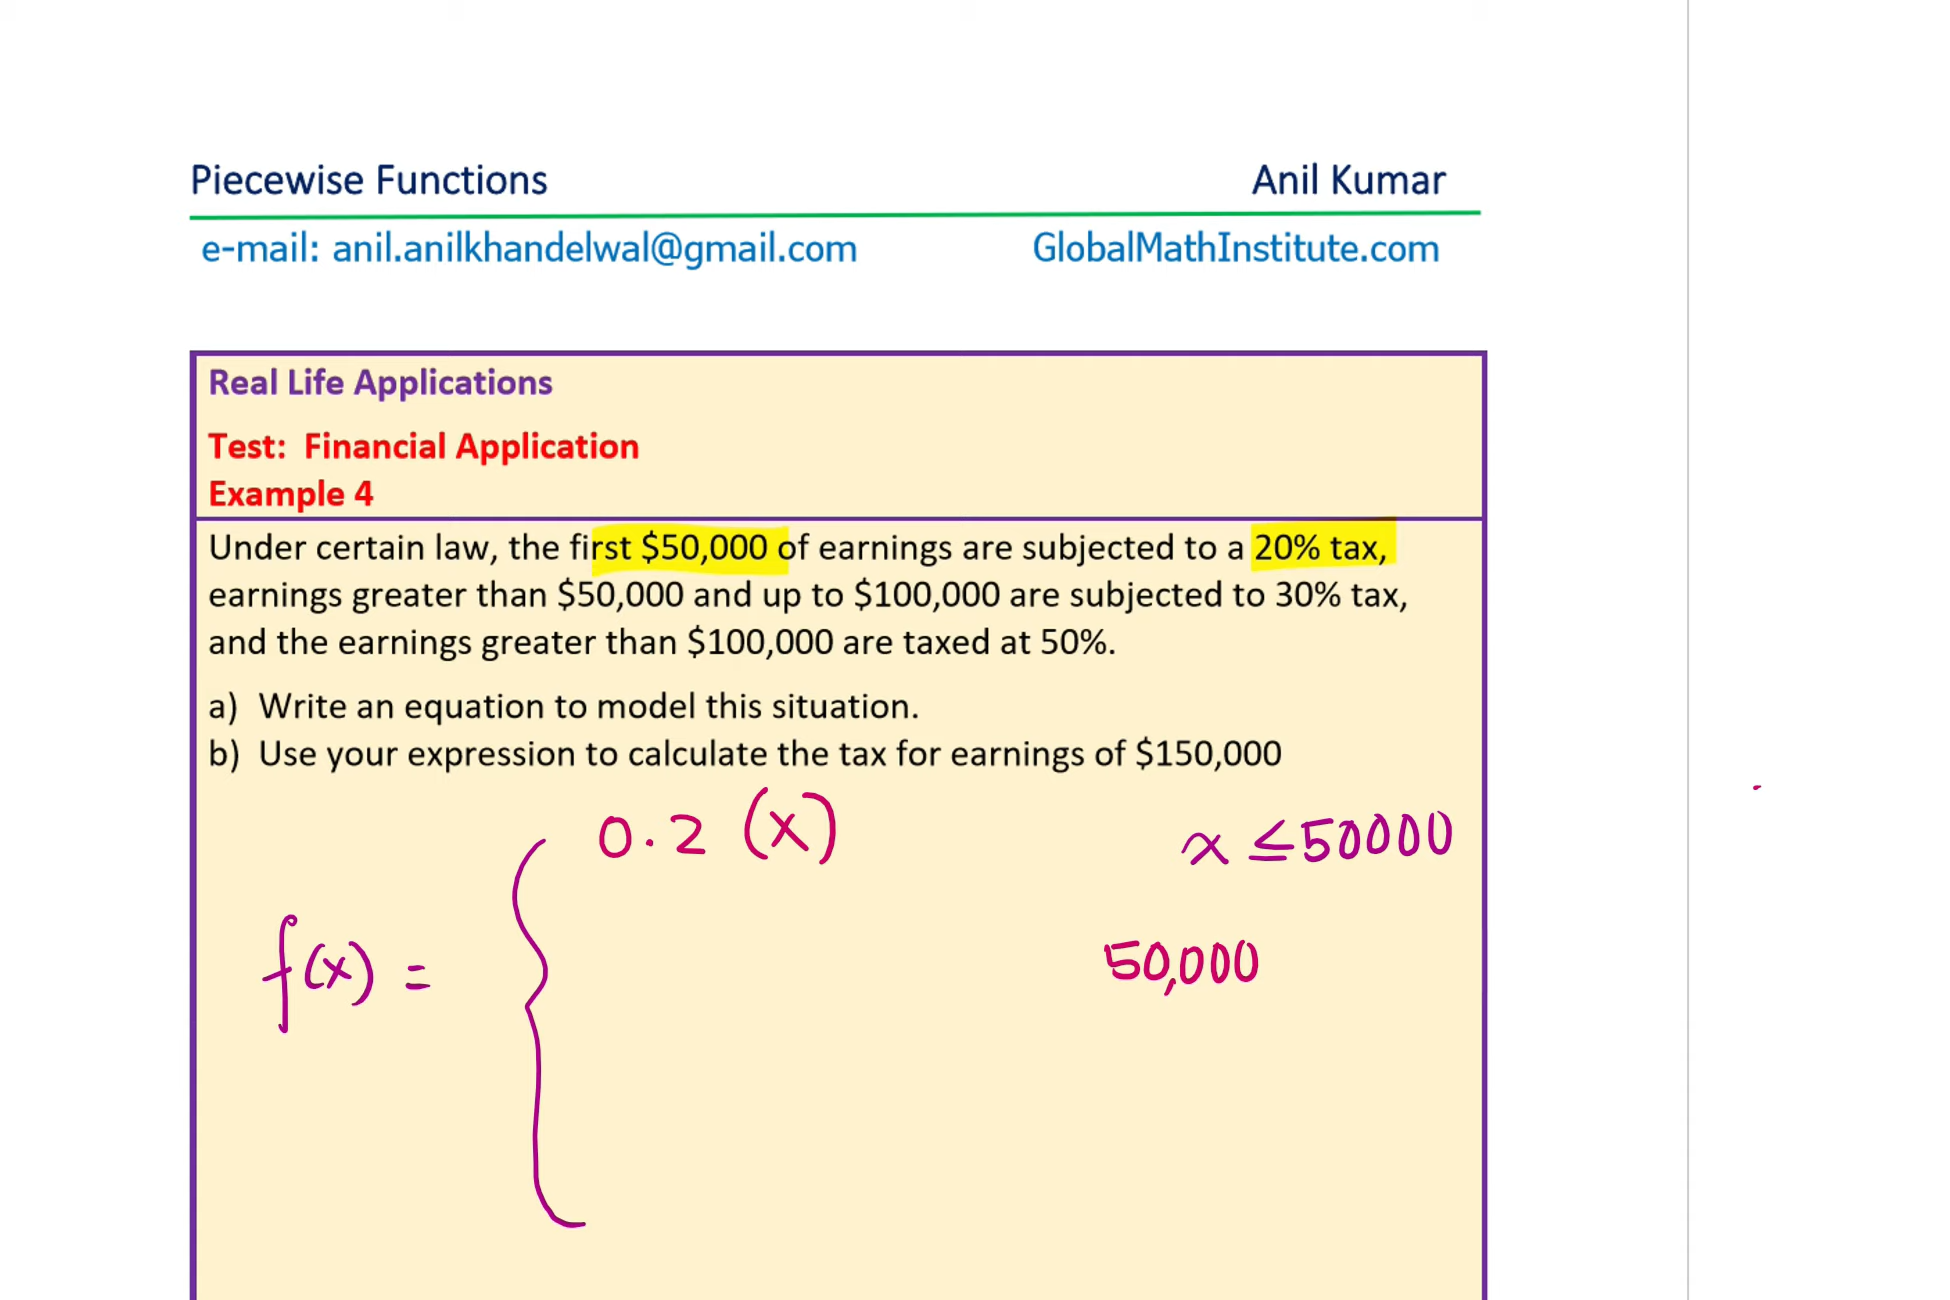 Piecewise Functions Anil Kumar
e-mail: anil.anilkhandelwal@gmail.com GlobalMathInstitute.com
Real Life Applications
Test: Financial Application
Example 4
Under certain law, the first $50,000 of earnings are subjected to a 20% tax,
earnings greater than $50,000 and up to $100,000 are subjected to 30% tax,
and the earnings greater than $100,000 are taxed at 50%.
a) Write an equation to model this situation.
b) Use your expression to calculate the tax for earnings of $150,000
0.2 (x) x ≤ 50000
f(x) = { 50,000